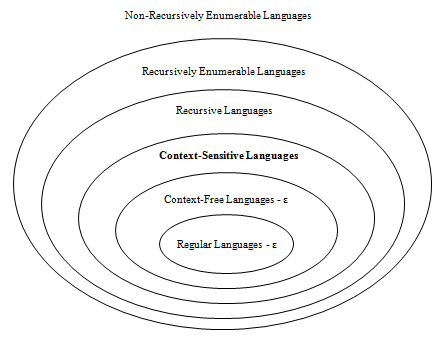 Non-Recursively Enumerable Languages
Recursively Enumerable Languages
Recursive Languages
Context-Sensitive Languages
Context-Free Languages - ε
Regular Languages - ε